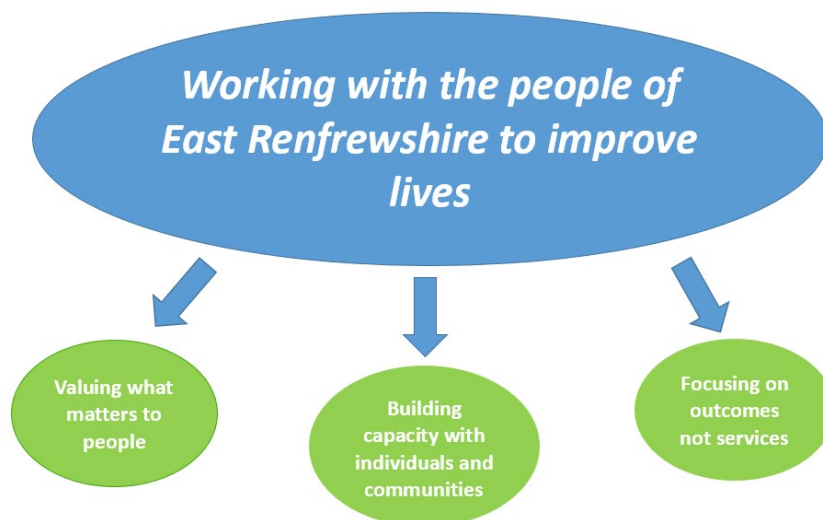 Working with the people of
East Renfrewshire to improve
lives
Valuing what
matters to
people
Building
capacity with
individuals and
communities
Focusing on
outcomes
not services